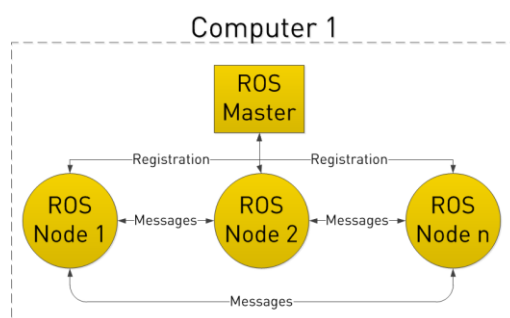 Computer 1
ROS
Master
Registration
Registration
ROS
Node 1
Messages
ROS
Node 2
Messages
ROS
Node n
Messages